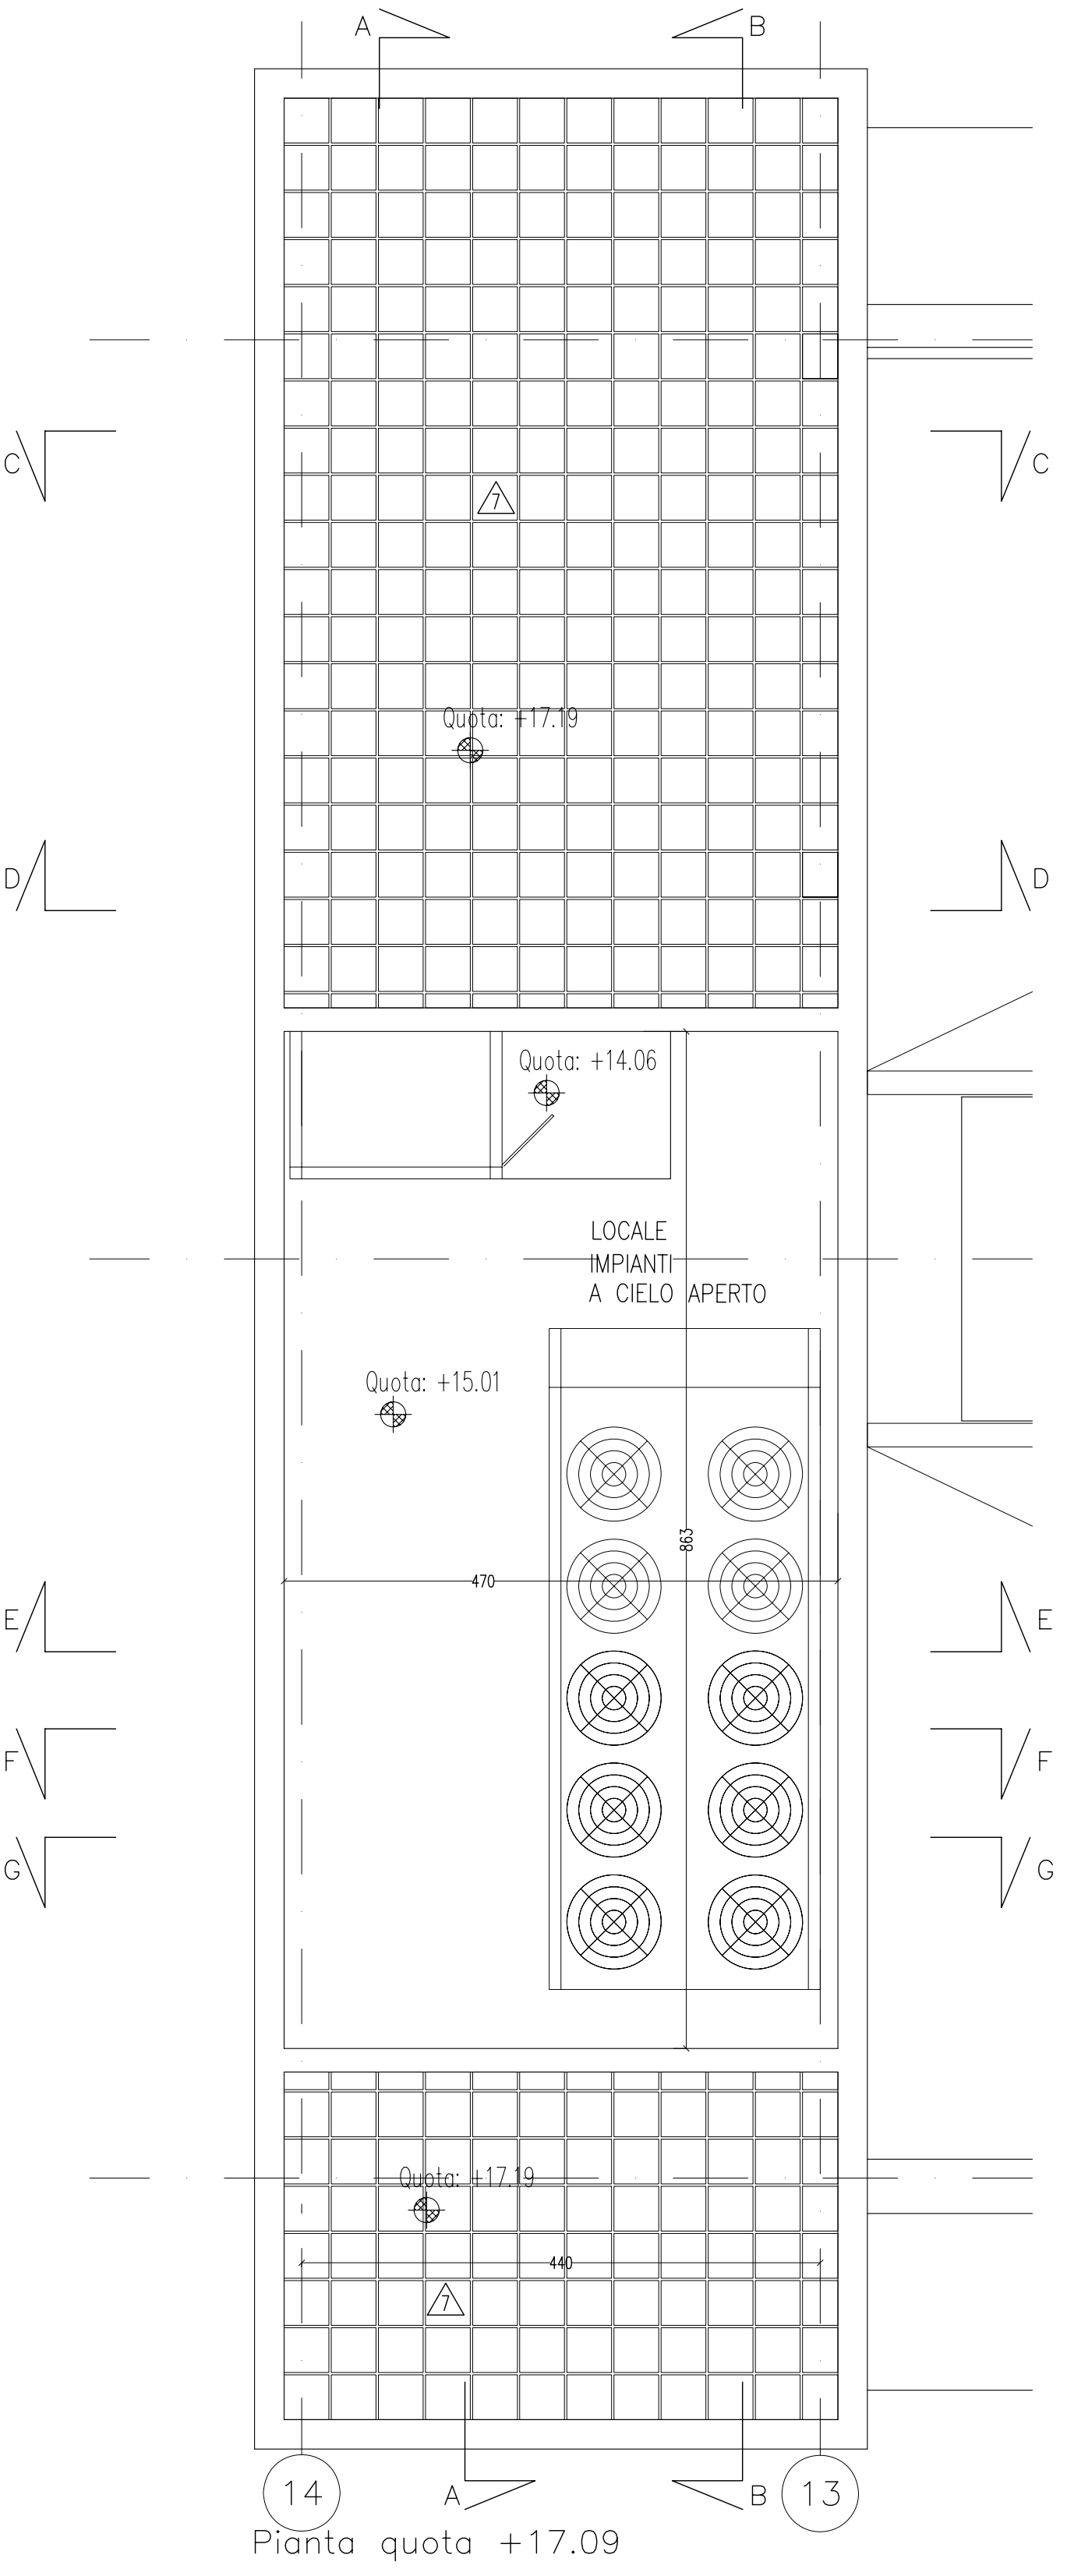 A B
C C
7
Quota: +17.19
D D
Quota: +14.06
LOCALE
IMPIANTI
A CIELO APERTO
Quota: +15.01
863
470
E E
F F
G G
Quota: +17.19
440
7
14 A B 13
Pianta quota +17.09